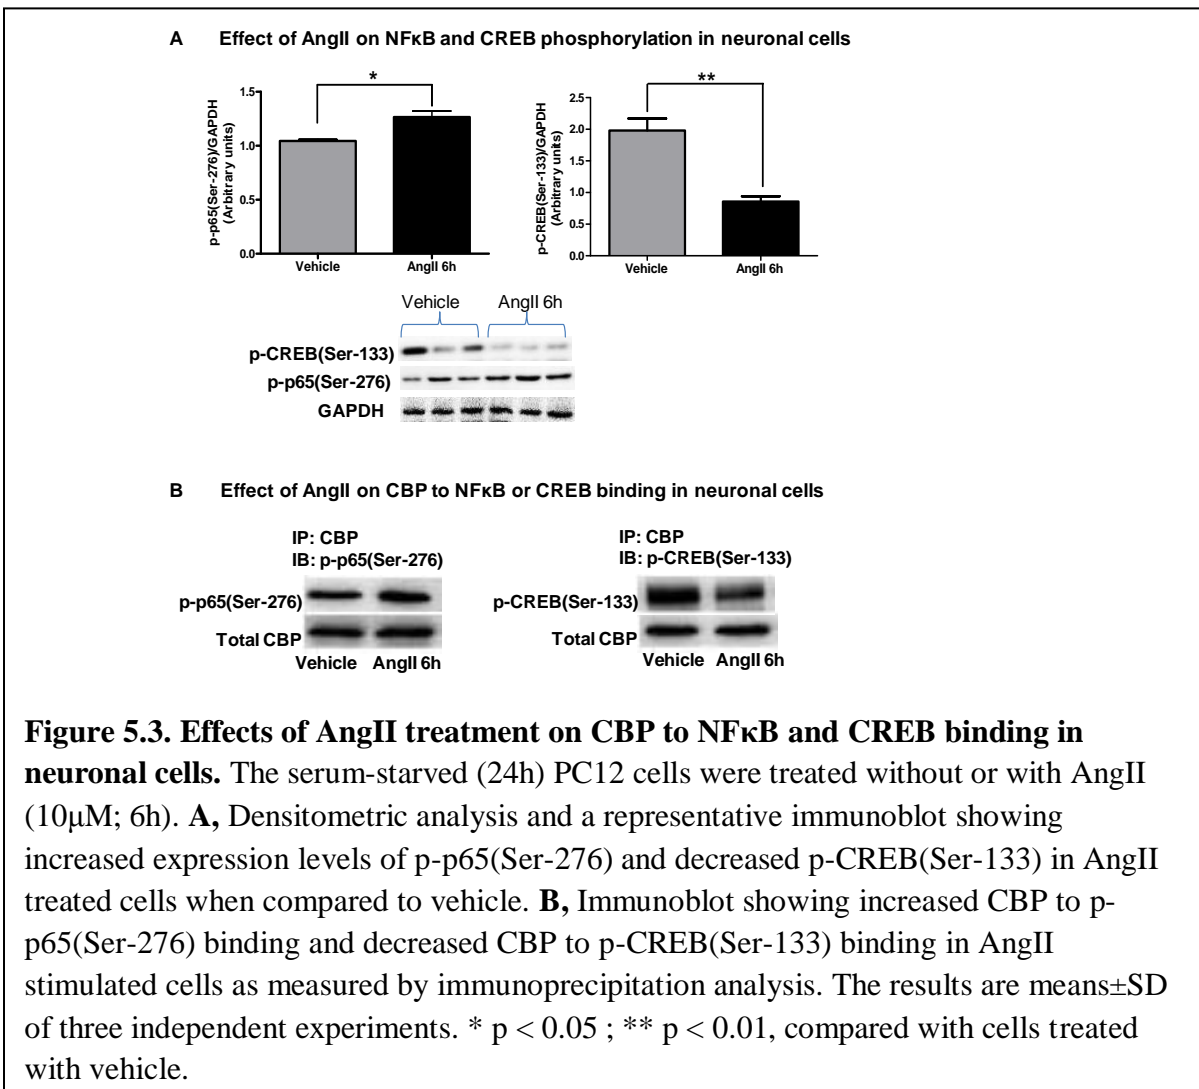 A Effect of AngII on NFκB and CREB phosphorylation in neuronal cells
*
1.5
1.0
0.5
0.0
p-p65(Ser-276)/GAPDH
(Arbitrary units)
Vehicle AngII 6h
**
2.5
2.0
1.5
1.0
0.5
0.0
p-CREB(Ser-133)/GAPDH
(Arbitrary units)
Vehicle AngII 6h
Vehicle AngII 6h
p-CREB(Ser-133)
p-p65(Ser-276)
GAPDH
B Effect of AngII on CBP to NFκB or CREB binding in neuronal cells
IP: CBP
IB: p-p65(Ser-276)
p-p65(Ser-276)
Total CBP
Vehicle AngII 6h
IP: CBP
IB: p-CREB(Ser-133)
p-CREB(Ser-133)
Total CBP
Vehicle AngII 6h
Figure 5.3. Effects of AngII treatment on CBP to NFκB and CREB binding in
neuronal cells. The serum-starved (24h) PC12 cells were treated without or with AngII
(10μM; 6h). A, Densitometric analysis and a representative immunoblot showing
increased expression levels of p-p65(Ser-276) and decreased p-CREB(Ser-133) in AngII
treated cells when compared to vehicle. B, Immunoblot showing increased CBP to p-
p65(Ser-276) binding and decreased CBP to p-CREB(Ser-133) binding in AngII
stimulated cells as measured by immunoprecipitation analysis. The results are means±SD
of three independent experiments. * p < 0.05 ; ** p < 0.01, compared with cells treated
with vehicle.